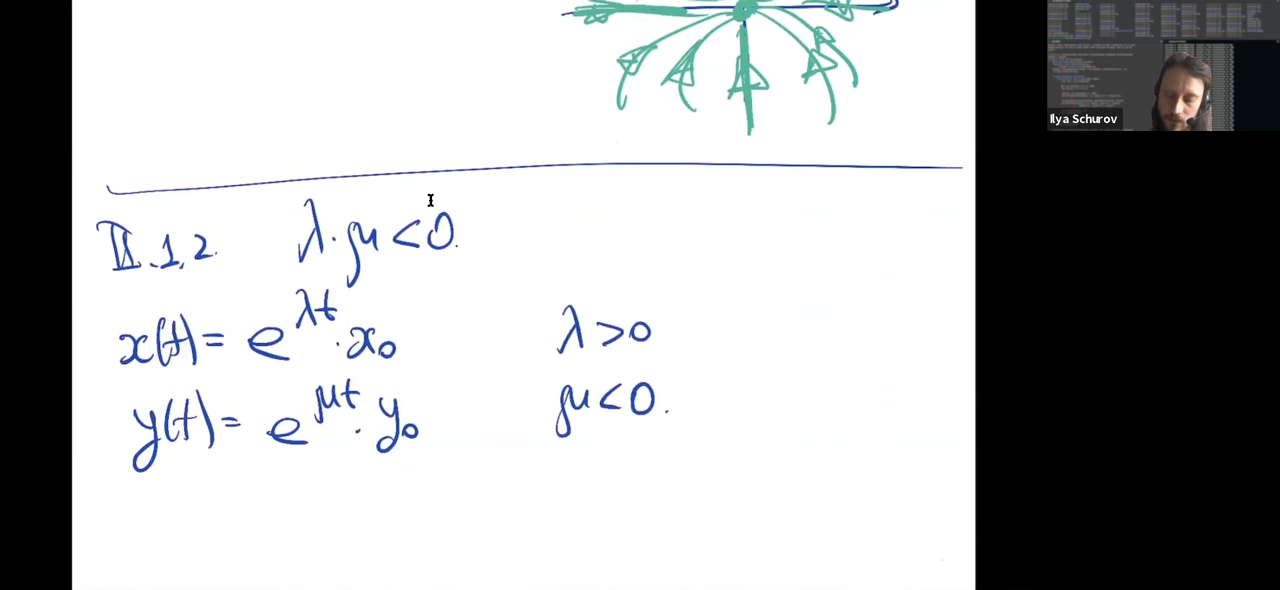 Ilya Schurov
II.1,2. λ·μ<0.
x(t)= e^{λt}·x₀ λ>0
y(t)= e^{μt}·y₀ μ<0.